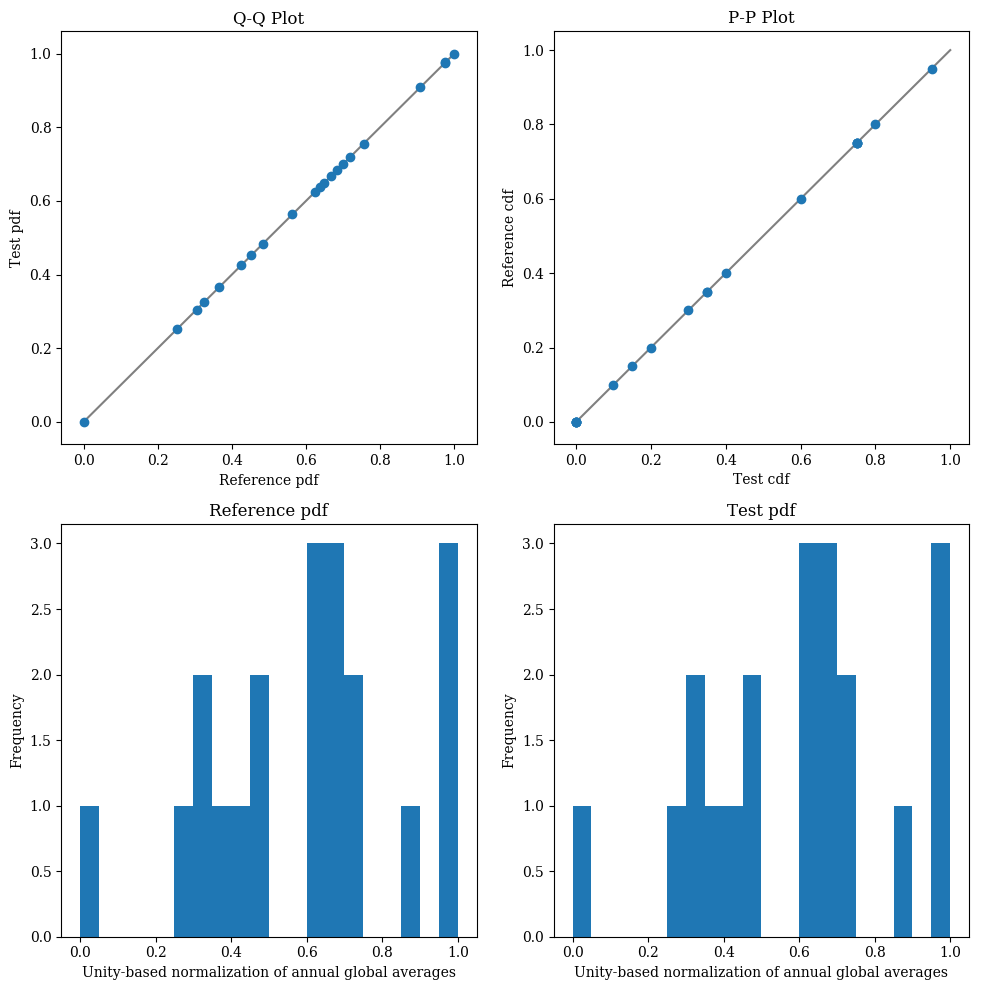 Q-Q Plot
1.0
0.8
0.6
0.4
0.2
0.0
Test pdf
0.0 0.2 0.4 0.6 0.8 1.0
Reference pdf
P-P Plot
1.0
0.8
0.6
0.4
0.2
0.0
Reference cdf
0.0 0.2 0.4 0.6 0.8 1.0
Test cdf
Reference pdf
3.0
2.5
2.0
1.5
1.0
0.5
0.0
Frequency
0.0 0.2 0.4 0.6 0.8 1.0
Unity-based normalization of annual global averages
Test pdf
3.0
2.5
2.0
1.5
1.0
0.5
0.0
Frequency
0.0 0.2 0.4 0.6 0.8 1.0
Unity-based normalization of annual global averages